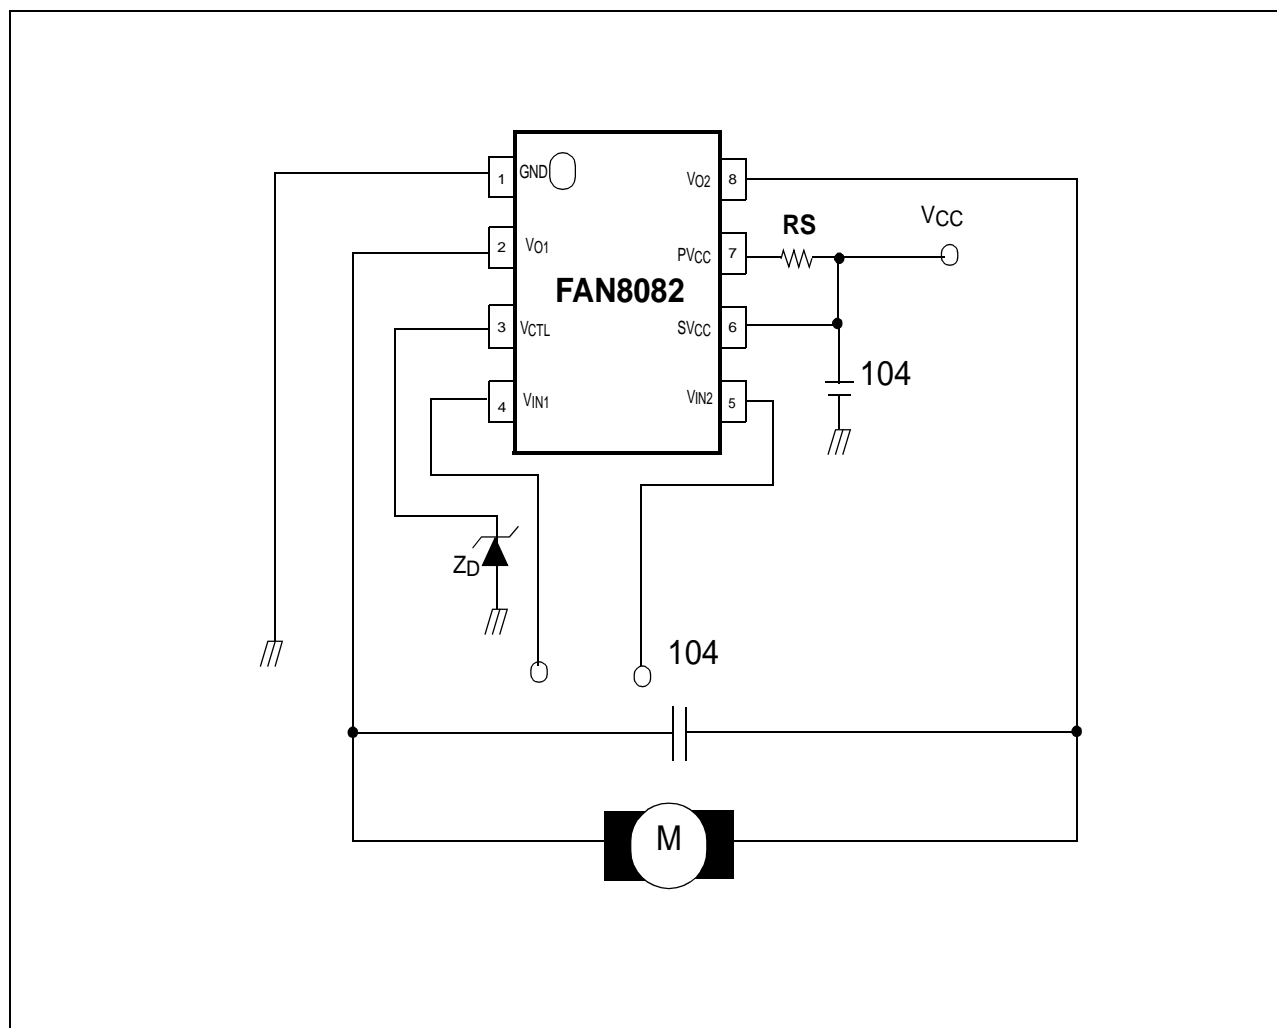 1 GND VO2 8
RS
VCC
2 VO1 PVCC 7
FAN8082
3 VCTL SVCC 6
104
4 VIN1 VIN2 5
ZD
104
M